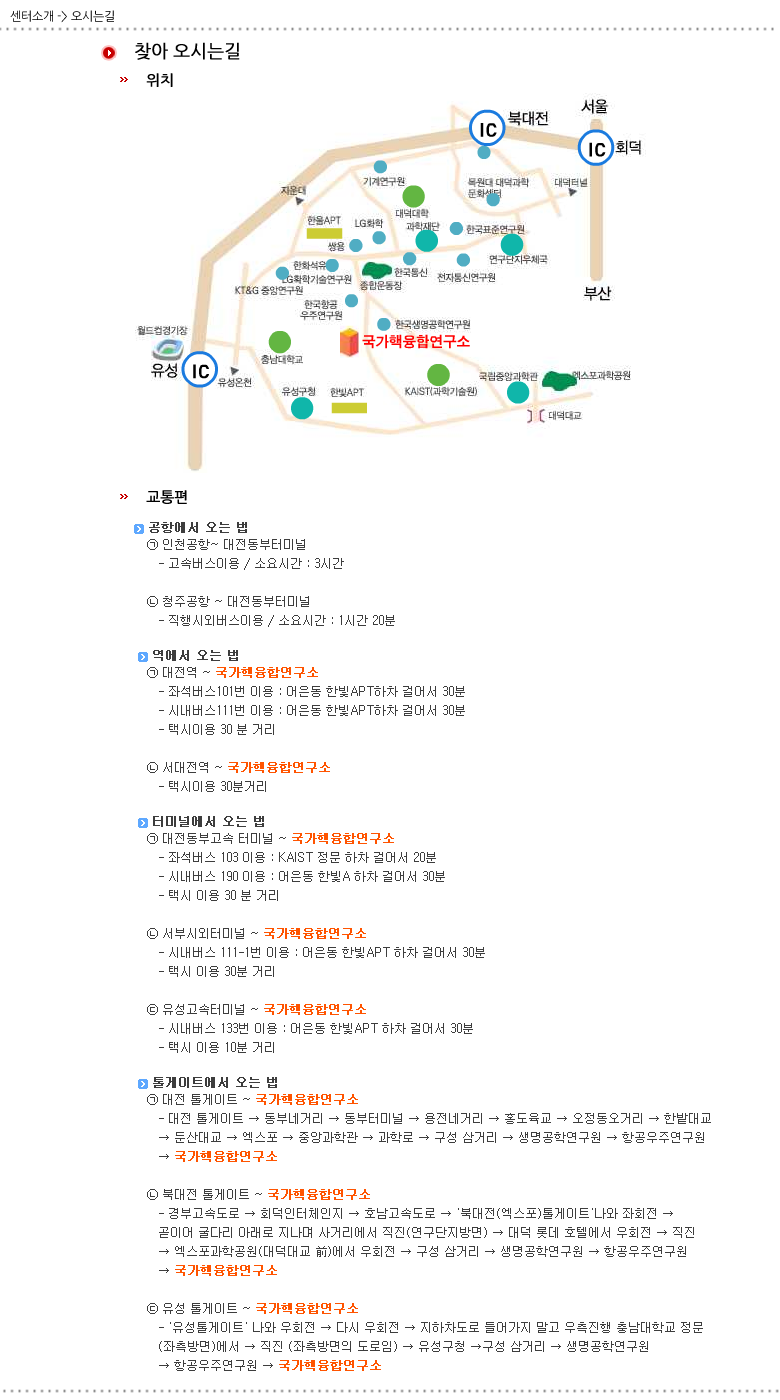 센터소개 -> 오시는길
찾아 오시는길
위치
서울
북대전
IC
IC
회덕
기계연구원
목원대 대덕과학
문화센터
대덕터널
자운대
대덕대학
한울APT
LG화학
과학재단
한국표준연구원
쌍용
연구단지우체국
한화석유
한국통신
LG화학기술연구원
전자통신연구원
종합운동장
KT&G 중앙연구원
부산
한국항공
우주연구원
한국생명공학연구원
월드컵경기장
국가핵융합연구소
충남대학교
유성
IC
유성온천
국립중앙과학관
엑스포과학공원
유성구청
한빛APT
KAIST(과학기술원)
대덕대교
교통편
공항에서 오는 법
㉠ 인천공항~ 대전동부터미널
- 고속버스이용 / 소요시간 : 3시간
㉡ 청주공항 ~ 대전동부터미널
- 직행시외버스이용 / 소요시간 : 1시간 20분
역에서 오는 법
㉠ 대전역 ~ 국가핵융합연구소
- 좌석버스101번 이용 : 어은동 한빛APT하차 걸어서 30분
- 시내버스111번 이용 : 어은동 한빛APT하차 걸어서 30분
- 택시이용 30 분 거리
㉡ 서대전역 ~ 국가핵융합연구소
- 택시이용 30분거리
터미널에서 오는 법
㉠ 대전동부고속 터미널 ~ 국가핵융합연구소
- 좌석버스 103 이용 : KAIST 정문 하차 걸어서 20분
- 시내버스 190 이용 : 어은동 한빛A 하차 걸어서 30분
- 택시 이용 30 분 거리
㉡ 서부시외터미널 ~ 국가핵융합연구소
- 시내버스 111-1번 이용 : 어은동 한빛APT 하차 걸어서 30분
- 택시 이용 30분 거리
㉢ 유성고속터미널 ~ 국가핵융합연구소
- 시내버스 133번 이용 : 어은동 한빛APT 하차 걸어서 30분
- 택시 이용 10분 거리
톨게이트에서 오는 법
㉠ 대전 톨게이트 ~ 국가핵융합연구소
- 대전 톨게이트 → 동부네거리 → 동부터미널 → 용전네거리 → 홍도육교 → 오정동오거리 → 한밭대교
→ 둔산대교 → 엑스포 → 중앙과학관 → 과학로 → 구성 삼거리 → 생명공학연구원 → 항공우주연구원
→ 국가핵융합연구소
㉡ 북대전 톨게이트 ~ 국가핵융합연구소
- 경부고속도로 → 회덕인터체인지 → 호남고속도로 → '북대전(엑스포)톨게이트'나와 좌회전 →
곧이어 굴다리 아래로 지나며 사거리에서 직진(연구단지방면) → 대덕 롯데 호텔에서 우회전 → 직진
→ 엑스포과학공원(대덕대교 前)에서 우회전 → 구성 삼거리 → 생명공학연구원 → 항공우주연구원
→ 국가핵융합연구소
㉢ 유성 톨게이트 ~ 국가핵융합연구소
- '유성톨게이트' 나와 우회전 → 다시 우회전 → 지하차도로 들어가지 말고 우측진행 충남대학교 정문
(좌측방면)에서 → 직진 (좌측방면의 도로임) → 유성구청 →구성 삼거리 → 생명공학연구원
→ 항공우주연구원 → 국가핵융합연구소